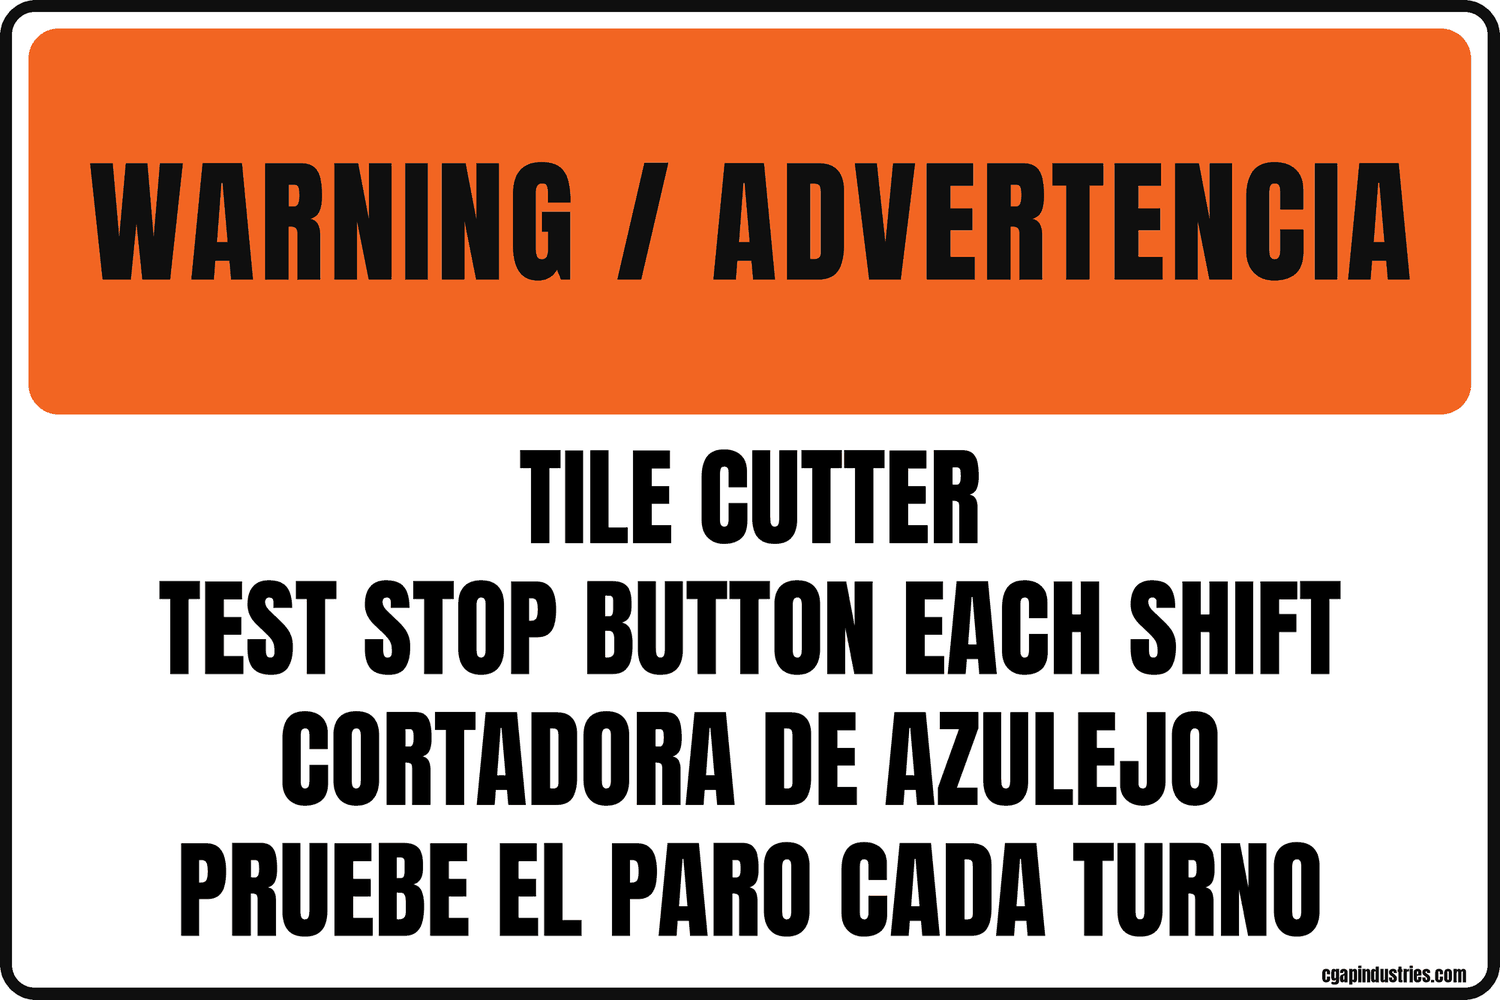 WARNING / ADVERTENCIA
TILE CUTTER
TEST STOP BUTTON EACH SHIFT
CORTADORA DE AZULEJO
PRUEBE EL PARO CADA TURNO
cgapindustries.com